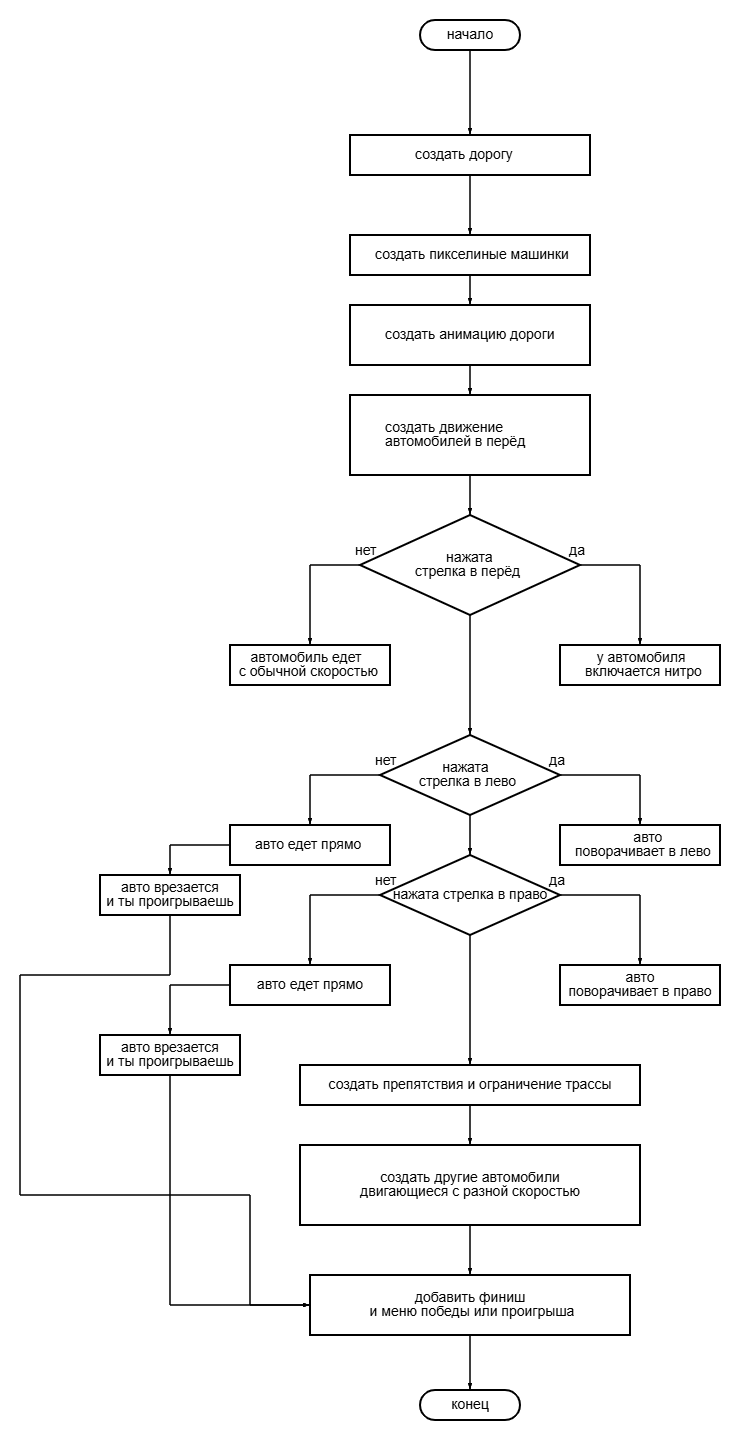 начало
создать дорогу
создать пикселиные машинки
создать анимацию дороги
создать движение
автомобилей в перёд
нажата
стрелка в перёд
нет
да
автомобиль едет
с обычной скоростью
у автомобиля
включается нитро
нажата
стрелка в лево
нет
да
авто едет прямо
авто
поворачивает в лево
авто врезается
и ты проигрываешь
нажата стрелка в право
нет
да
авто едет прямо
авто
поворачивает в право
авто врезается
и ты проигрываешь
создать препятствия и ограничение трассы
создать другие автомобили
двигающиеся с разной скоростью
добавить финиш
и меню победы или проигрыша
конец